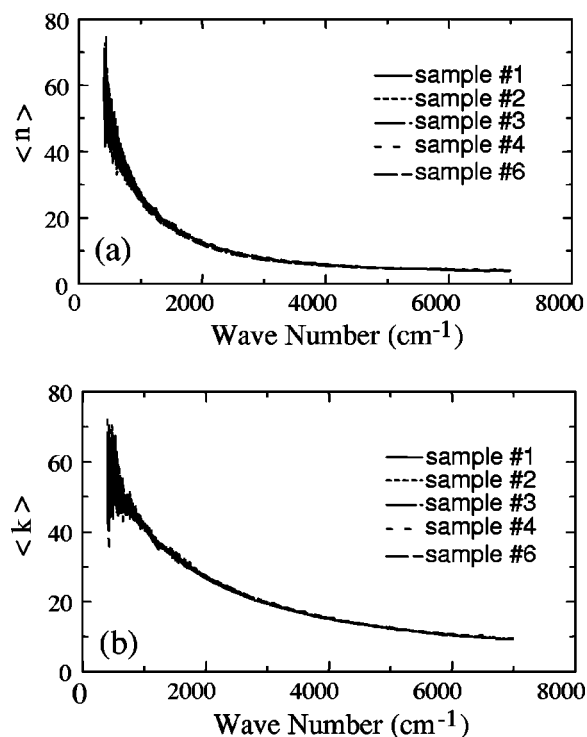 80
60
40
20
0
< n >
sample #1
sample #2
sample #3
sample #4
sample #6
(a)
0 2000 4000 6000 8000
Wave Number (cm-1)
80
60
40
20
0
< k >
sample #1
sample #2
sample #3
sample #4
sample #6
(b)
0 2000 4000 6000 8000
Wave Number (cm-1)